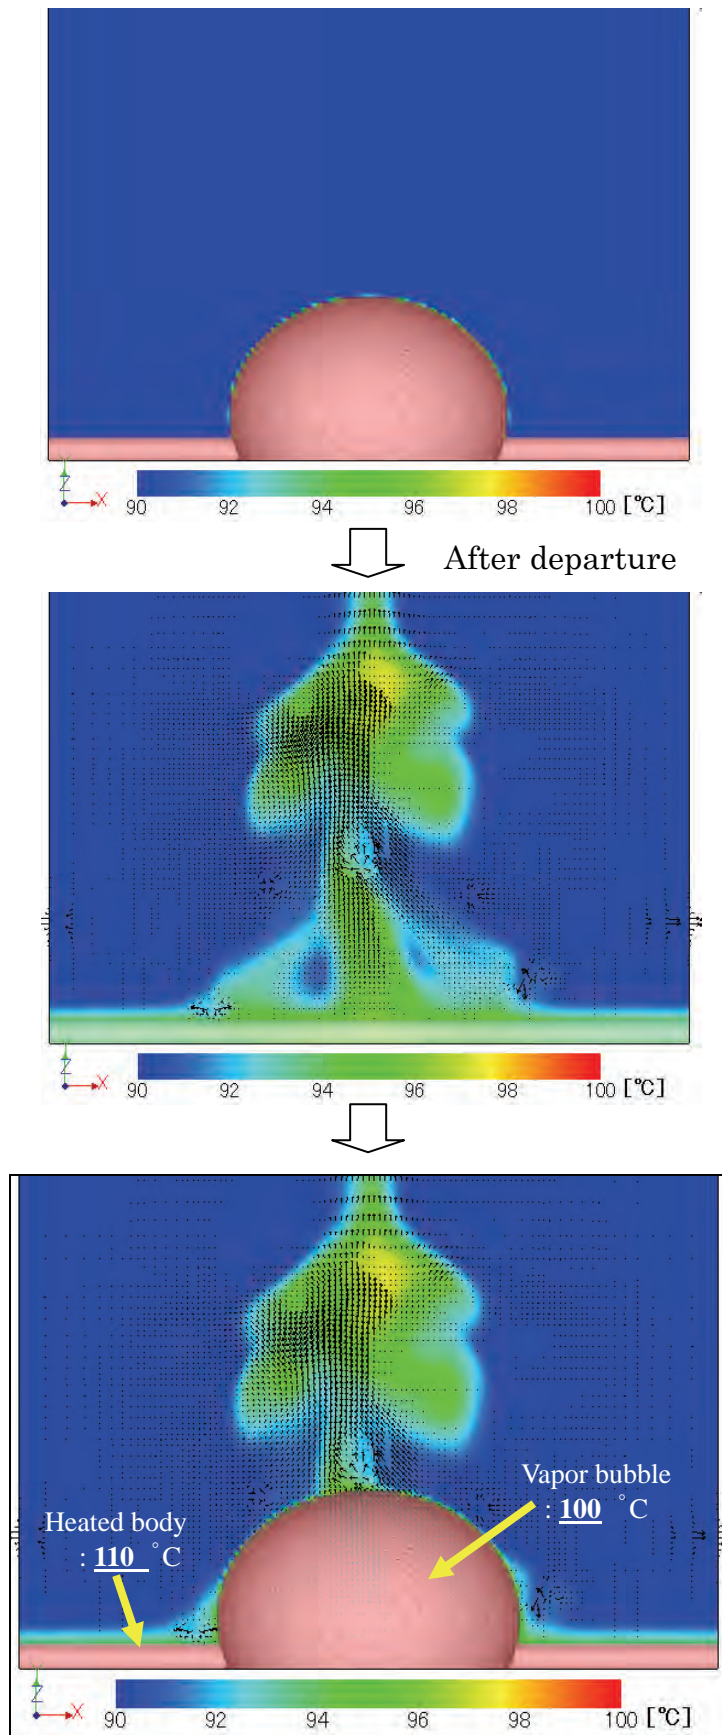 Z
X
90 92 94 96 98 100 [℃]
After departure
Z
X
90 92 94 96 98 100 [℃]
Vapor bubble
: 100 °C
Heated body
: 110 °C
Z
X
90 92 94 96 98 100 [℃]